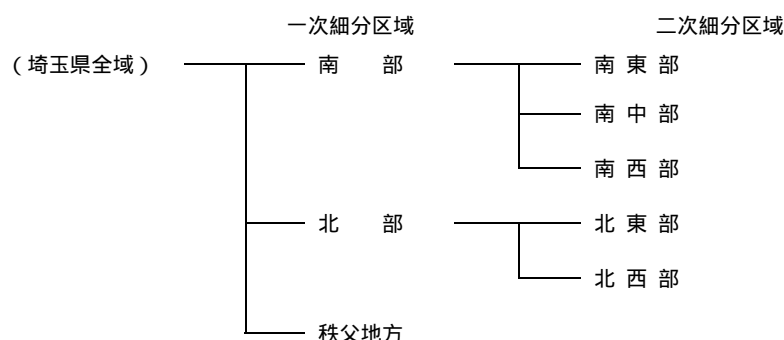 一次細分区域 二次細分区域
(埼玉県全域) 南 部 南 東 部
南 中 部
南 西 部
北 部 北 東 部
北 西 部
秩父地方